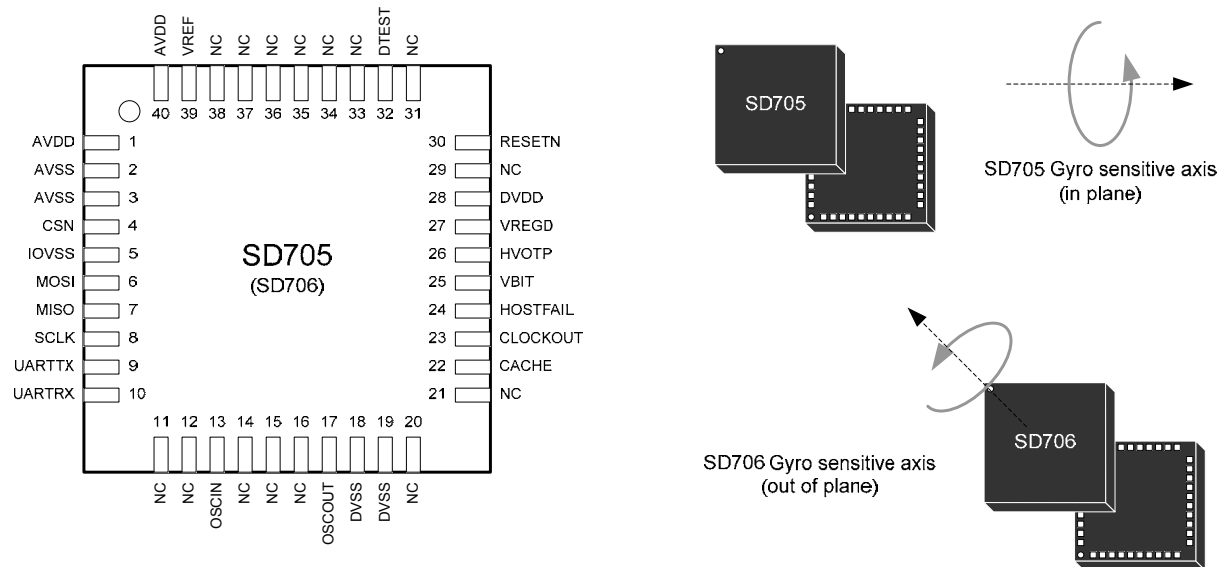 AVDD VREF NC NC NC NC NC NC DTEST NC
40 39 38 37 36 35 34 33 32 31
AVDD 1
AVSS 2
AVSS 3
CSN 4
IOVSS 5
MOSI 6
MISO 7
SCLK 8
UARTTX 9
UARTRX 10
SD705
(SD706)
30 RESETN
29 NC
28 DVDD
27 VREGD
26 HVOTP
25 VBIT
24 HOSTFAIL
23 CLOCKOUT
22 CACHE
21 NC
11 12 13 14 15 16 17 18 19 20
NC NC OSCIN NC NC NC OSCOUT DVSS DVSS NC
SD705
SD705 Gyro sensitive axis
(in plane)
SD706
SD706 Gyro sensitive axis
(out of plane)